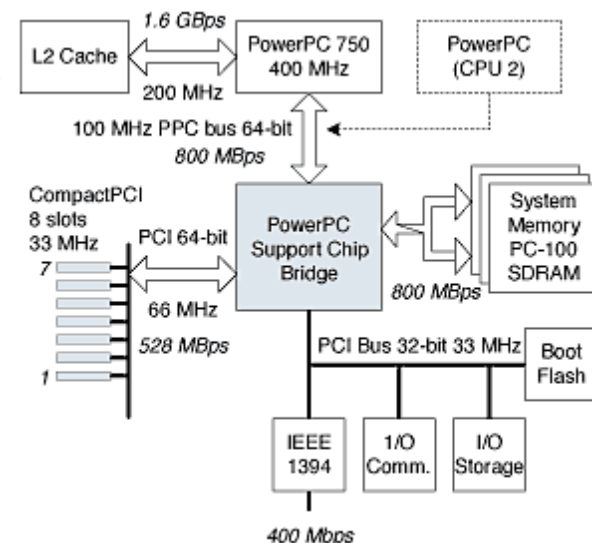 1.6 GBps
L2 Cache
200 MHz
PowerPC 750
400 MHz
PowerPC
(CPU 2)
100 MHz PPC bus 64-bit
800 MBps
CompactPCI
8 slots
33 MHz
7
1
PCI 64-bit
66 MHz
528 MBps
PowerPC
Support Chip
Bridge
800 MBps
System
Memory
PC-100
SDRAM
PCI Bus 32-bit 33 MHz
Boot
Flash
IEEE
1394
1/O
Comm.
I/O
Storage
400 Mbps